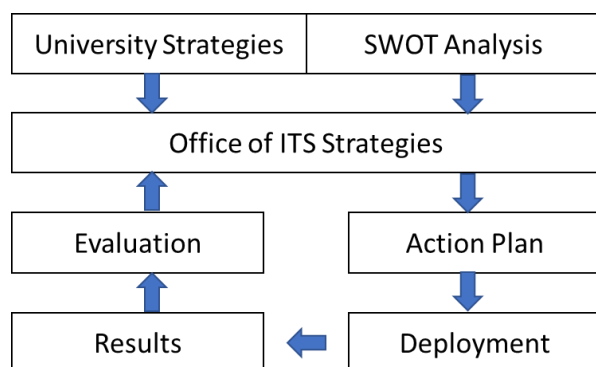 University Strategies
SWOT Analysis
Office of ITS Strategies
Evaluation
Action Plan
Results
Deployment